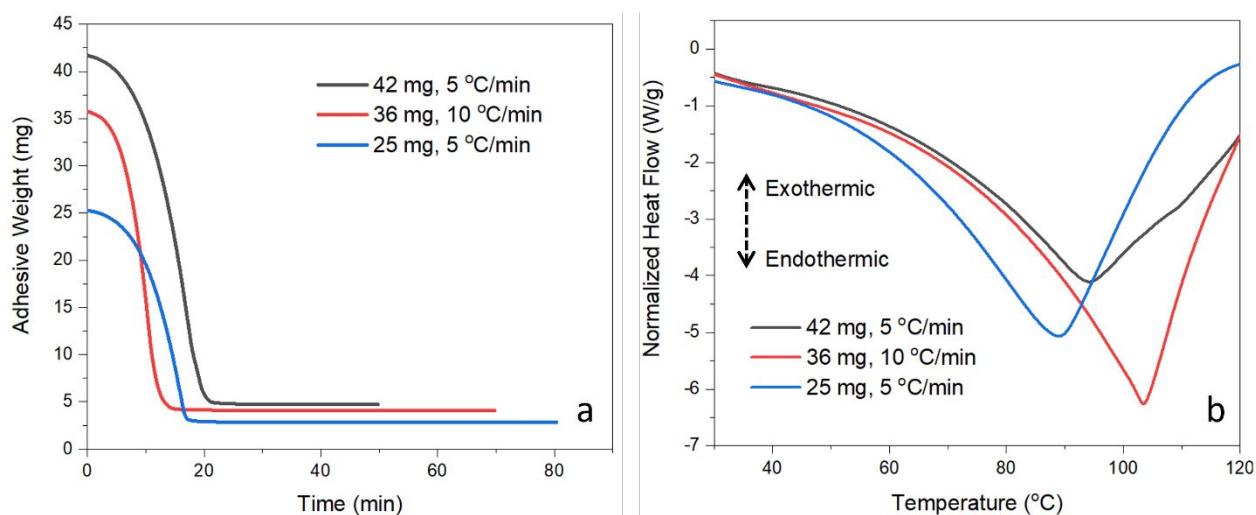 45
40
35
30
25
20
15
10
5
0
Adhesive Weight (mg)
42 mg, 5 °C/min
36 mg, 10 °C/min
25 mg, 5 °C/min
a
0
20
40
60
80
Time (min)
0
-1
-2
-3
-4
-5
-6
-7
Normalized Heat Flow (W/g)
Exothermic
Endothermic
42 mg, 5 °C/min
36 mg, 10 °C/min
25 mg, 5 °C/min
b
40
60
80
100
120
Temperature (°C)